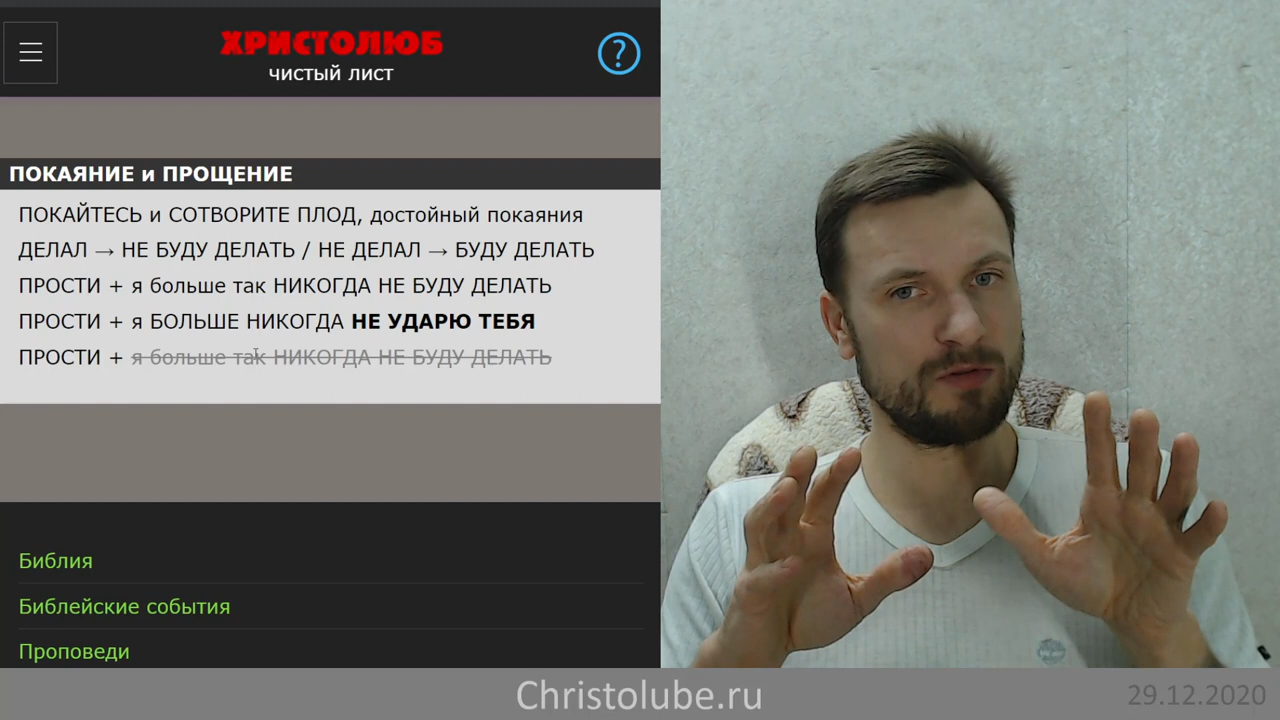 ХРИСТОЛЮБ
чистый лист
?
ПОКАЯНИЕ и ПРОЩЕНИЕ
ПОКАЙТЕСЬ и СОТВОРИТЕ ПЛОД, достойный покаяния
ДЕЛАЛ → НЕ БУДУ ДЕЛАТЬ / НЕ ДЕЛАЛ → БУДУ ДЕЛАТЬ
ПРОСТИ + я больше так НИКОГДА НЕ БУДУ ДЕЛАТЬ
ПРОСТИ + я БОЛЬШЕ НИКОГДА НЕ УДАРЮ ТЕБЯ
ПРОСТИ + я больше так НИКОГДА НЕ БУДУ ДЕЛАТЬ
Библия
Библейские события
Проповеди
Christolube.ru
29.12.2020